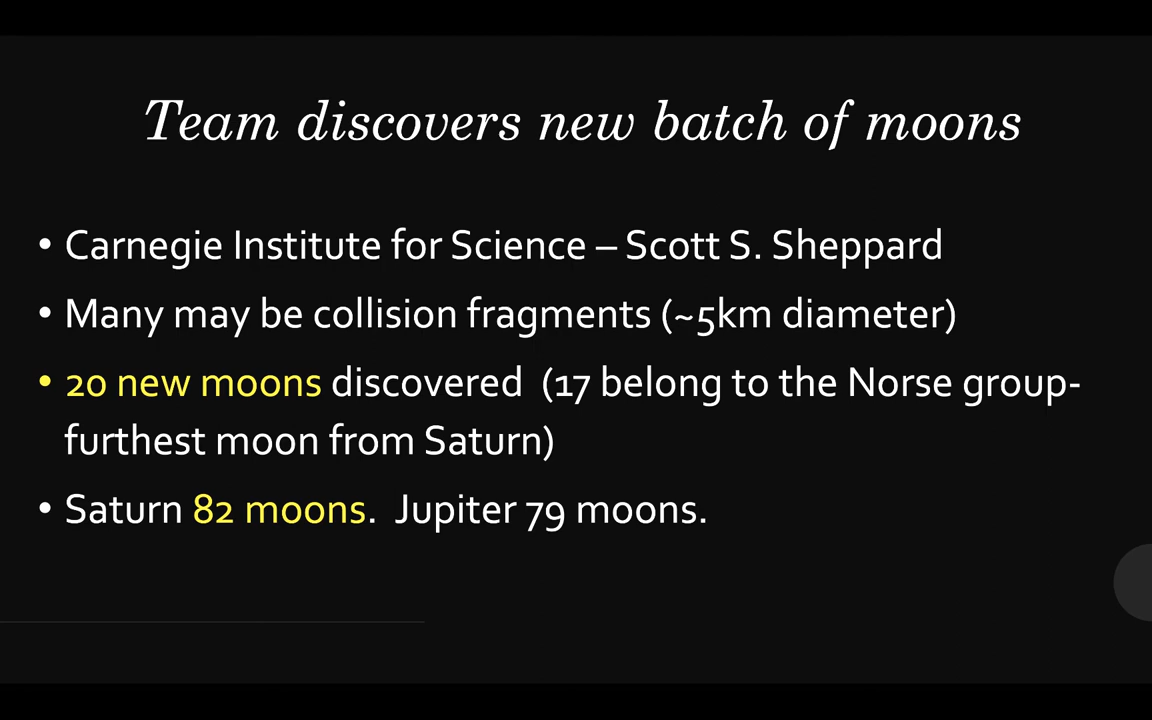 Team discovers new batch of moons
• Carnegie Institute for Science – Scott S. Sheppard
• Many may be collision fragments (~5km diameter)
• 20 new moons discovered (17 belong to the Norse group-
furthest moon from Saturn)
• Saturn 82 moons. Jupiter 79 moons.